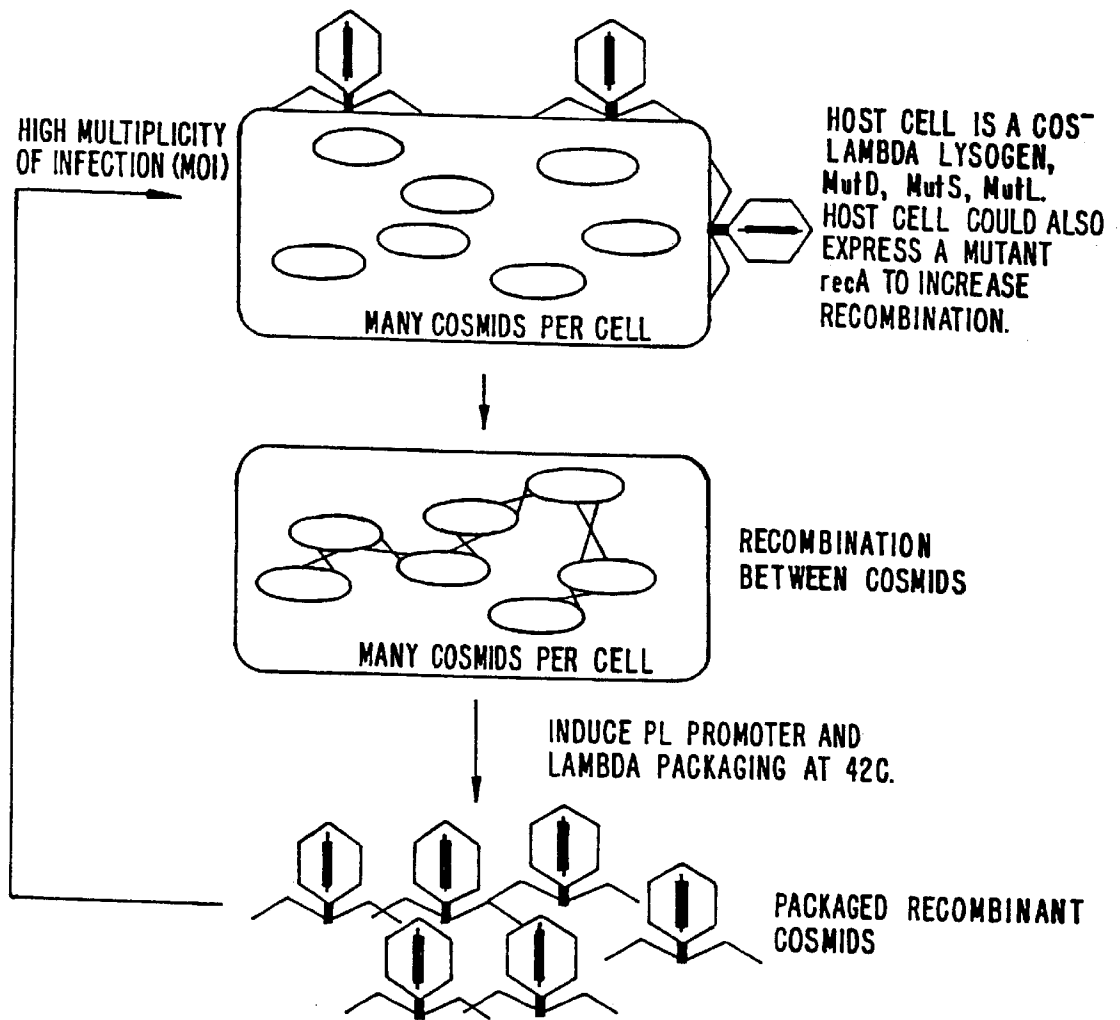 HIGH MULTIPLICITY
OF INFECTION (MOI)
HOST CELL IS A COS⁻
LAMBDA LYSOGEN,
MutD, MutS, MutL.
HOST CELL COULD ALSO
EXPRESS A MUTANT
recA TO INCREASE
RECOMBINATION.
MANY COSMIDS PER CELL
RECOMBINATION
BETWEEN COSMIDS
MANY COSMIDS PER CELL
INDUCE PL PROMOTER AND
LAMBDA PACKAGING AT 42C.
PACKAGED RECOMBINANT
COSMIDS